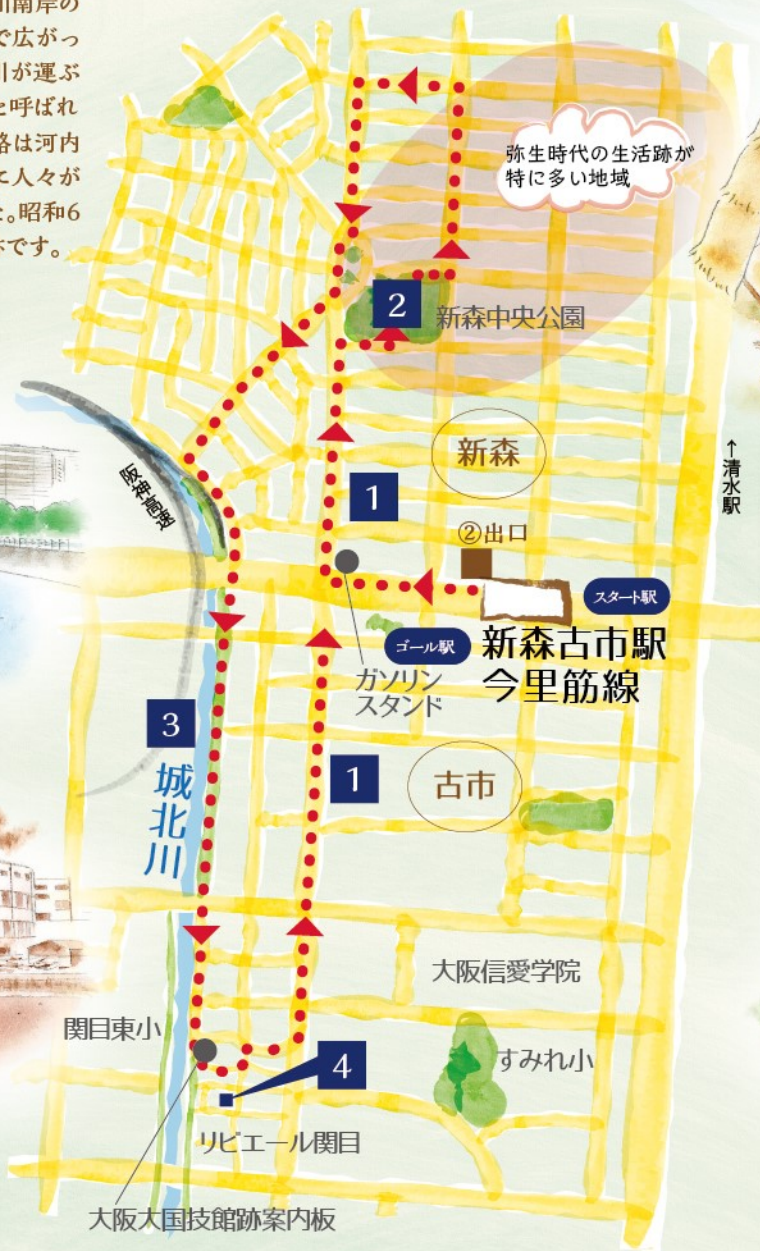 川南岸の
で広がっ
川が運ぶ
と呼ばれ
路は河内
に人々が
た。昭和6
です。
弥生時代の生活跡が
特に多い地域
2
新森中央公園
新森
↑清水駅
阪神高速
1
②出口
スタート駅
ゴール駅
新森古市駅
今里筋線
ガソリン
スタンド
3
城北川
1
古市
大阪信愛学院
関目東小
すみれ小
4
リビエール関目
大阪大国技館跡案内板